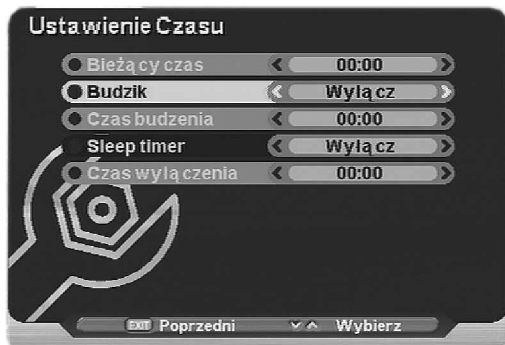 Ustawienie Czasu
Bieżący czas 00:00
Budzik Wyłącz
Czas budzenia 00:00
Sleep timer Wyłącz
Czas wyłączenia 00:00
EXIT Poprzedni Wybierz